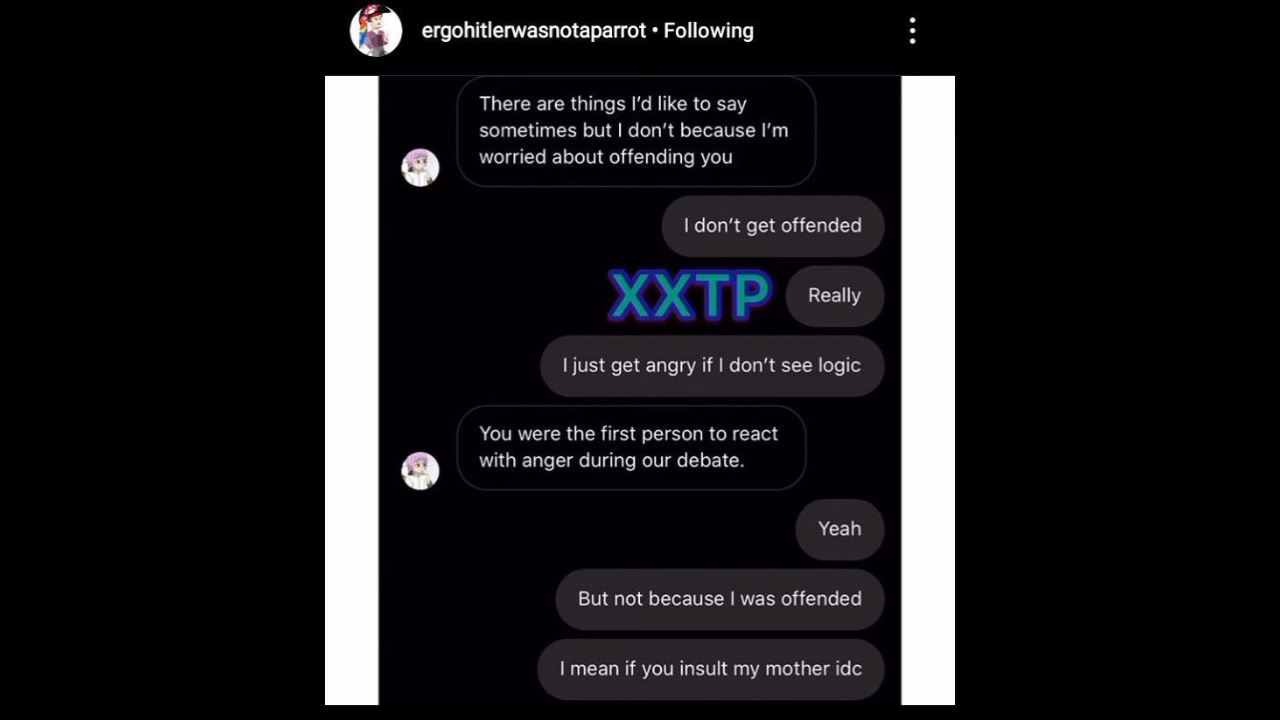 ergohitlerwasnotaparrot • Following
There are things I'd like to say
sometimes but I don't because I'm
worried about offending you
I don't get offended
XXTP
Really
I just get angry if I don't see logic
You were the first person to react
with anger during our debate.
Yeah
But not because I was offended
I mean if you insult my mother idc